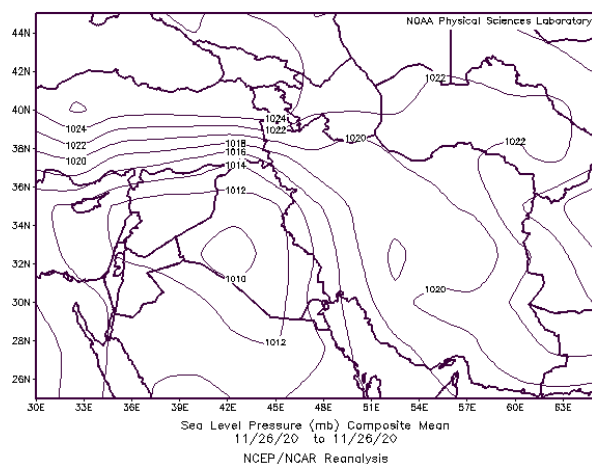 NOAA Physical Sciences Laboratory
44N
42N
40N
38N
36N
34N
32N
30N
28N
26N
1022
1024
1024
1022
1022
1022
1020
1018
1016
1014
1020
1012
1010
1020
1012
30E 33E 36E 39E 42E 45E 48E 51E 54E 57E 60E 63E
Sea Level Pressure (mb) Composite Mean
11/26/20 to 11/26/20
NCEP/NCAR Reanalysis